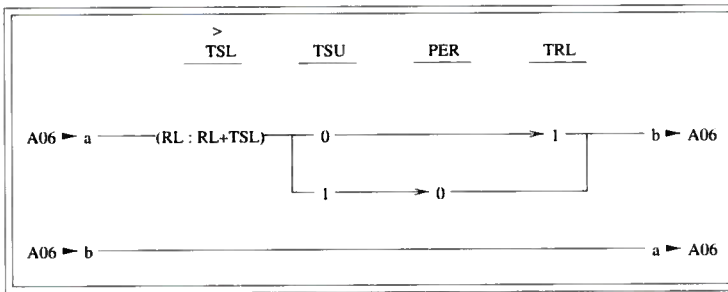 >
TSL TSU PER TRL
A06 ► a (RL : RL+TSL) 0 1 b ► A06
1 0
A06 ► b a ► A06